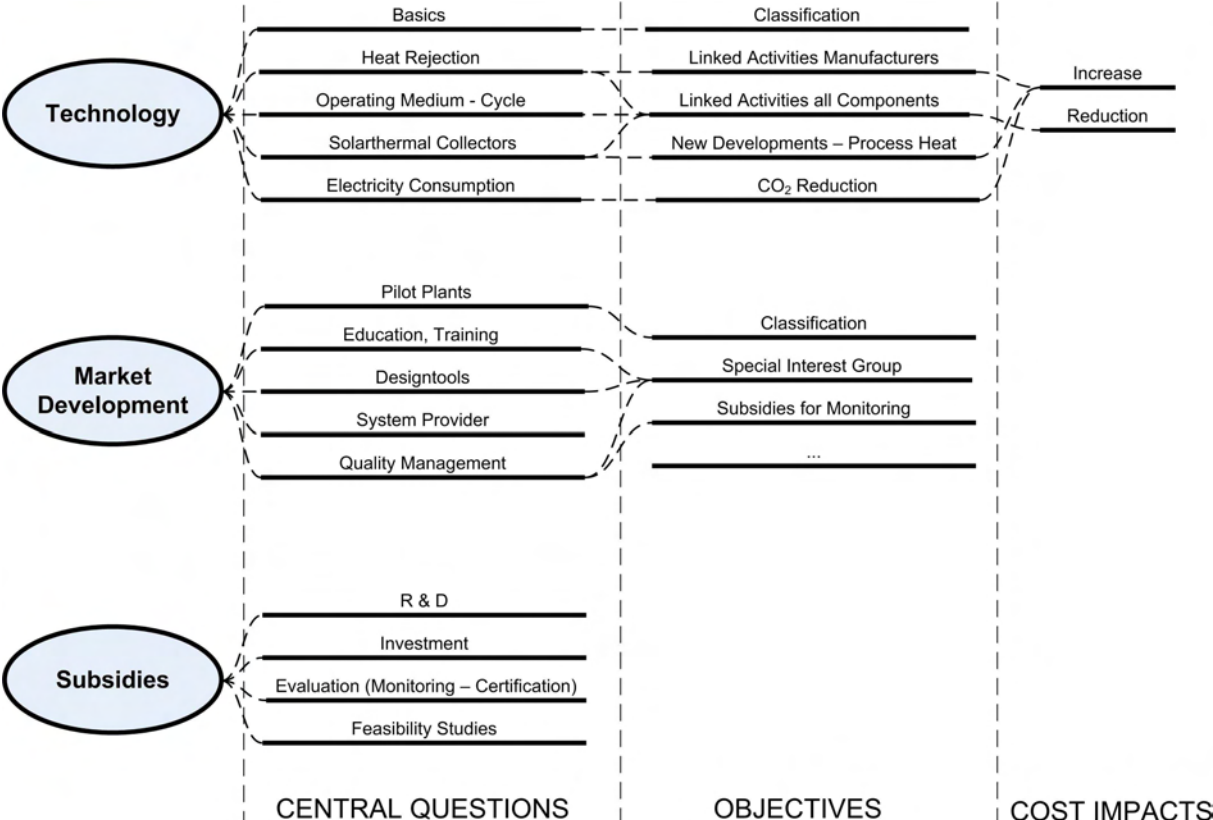 Technology
Basics
Heat Rejection
Operating Medium - Cycle
Solarthermal Collectors
Electricity Consumption
Classification
Linked Activities Manufacturers
Linked Activities all Components
New Developments – Process Heat
CO₂ Reduction
Increase
Reduction
Market
Development
Pilot Plants
Education, Training
Designtools
System Provider
Quality Management
Classification
Special Interest Group
Subsidies for Monitoring
...
Subsidies
R & D
Investment
Evaluation (Monitoring – Certification)
Feasibility Studies
CENTRAL QUESTIONS
OBJECTIVES
COST IMPACTS